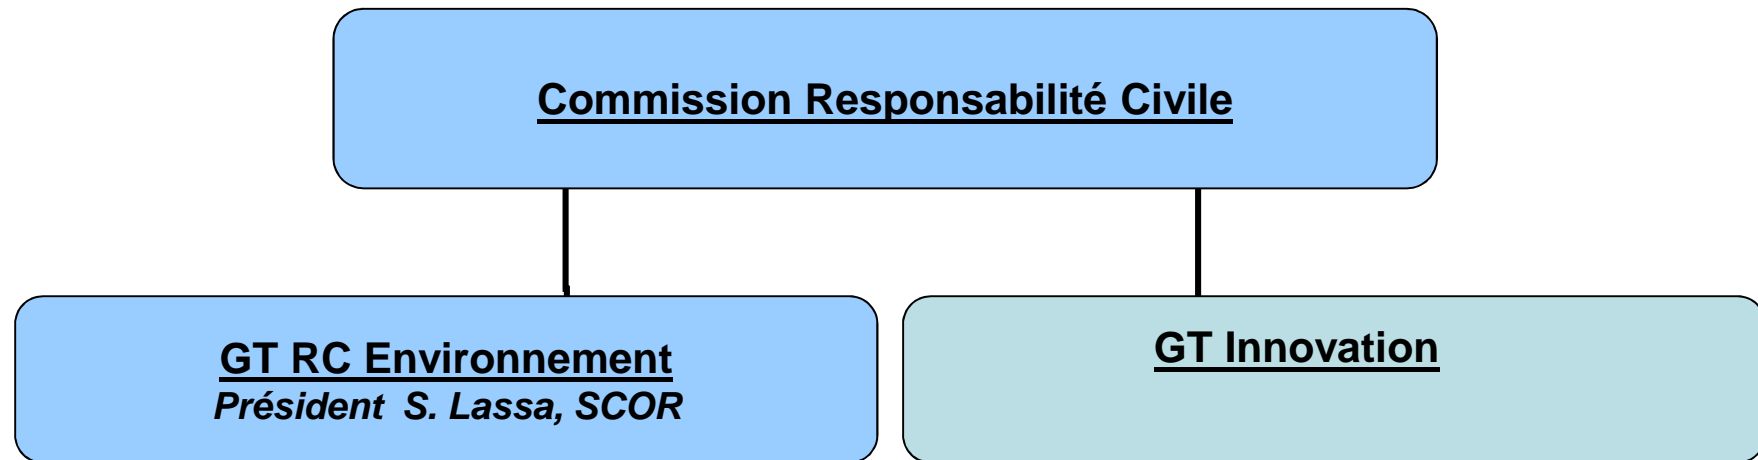 Commission Responsabilité Civile
GT RC Environnement
Président S. Lassa, SCOR
GT Innovation